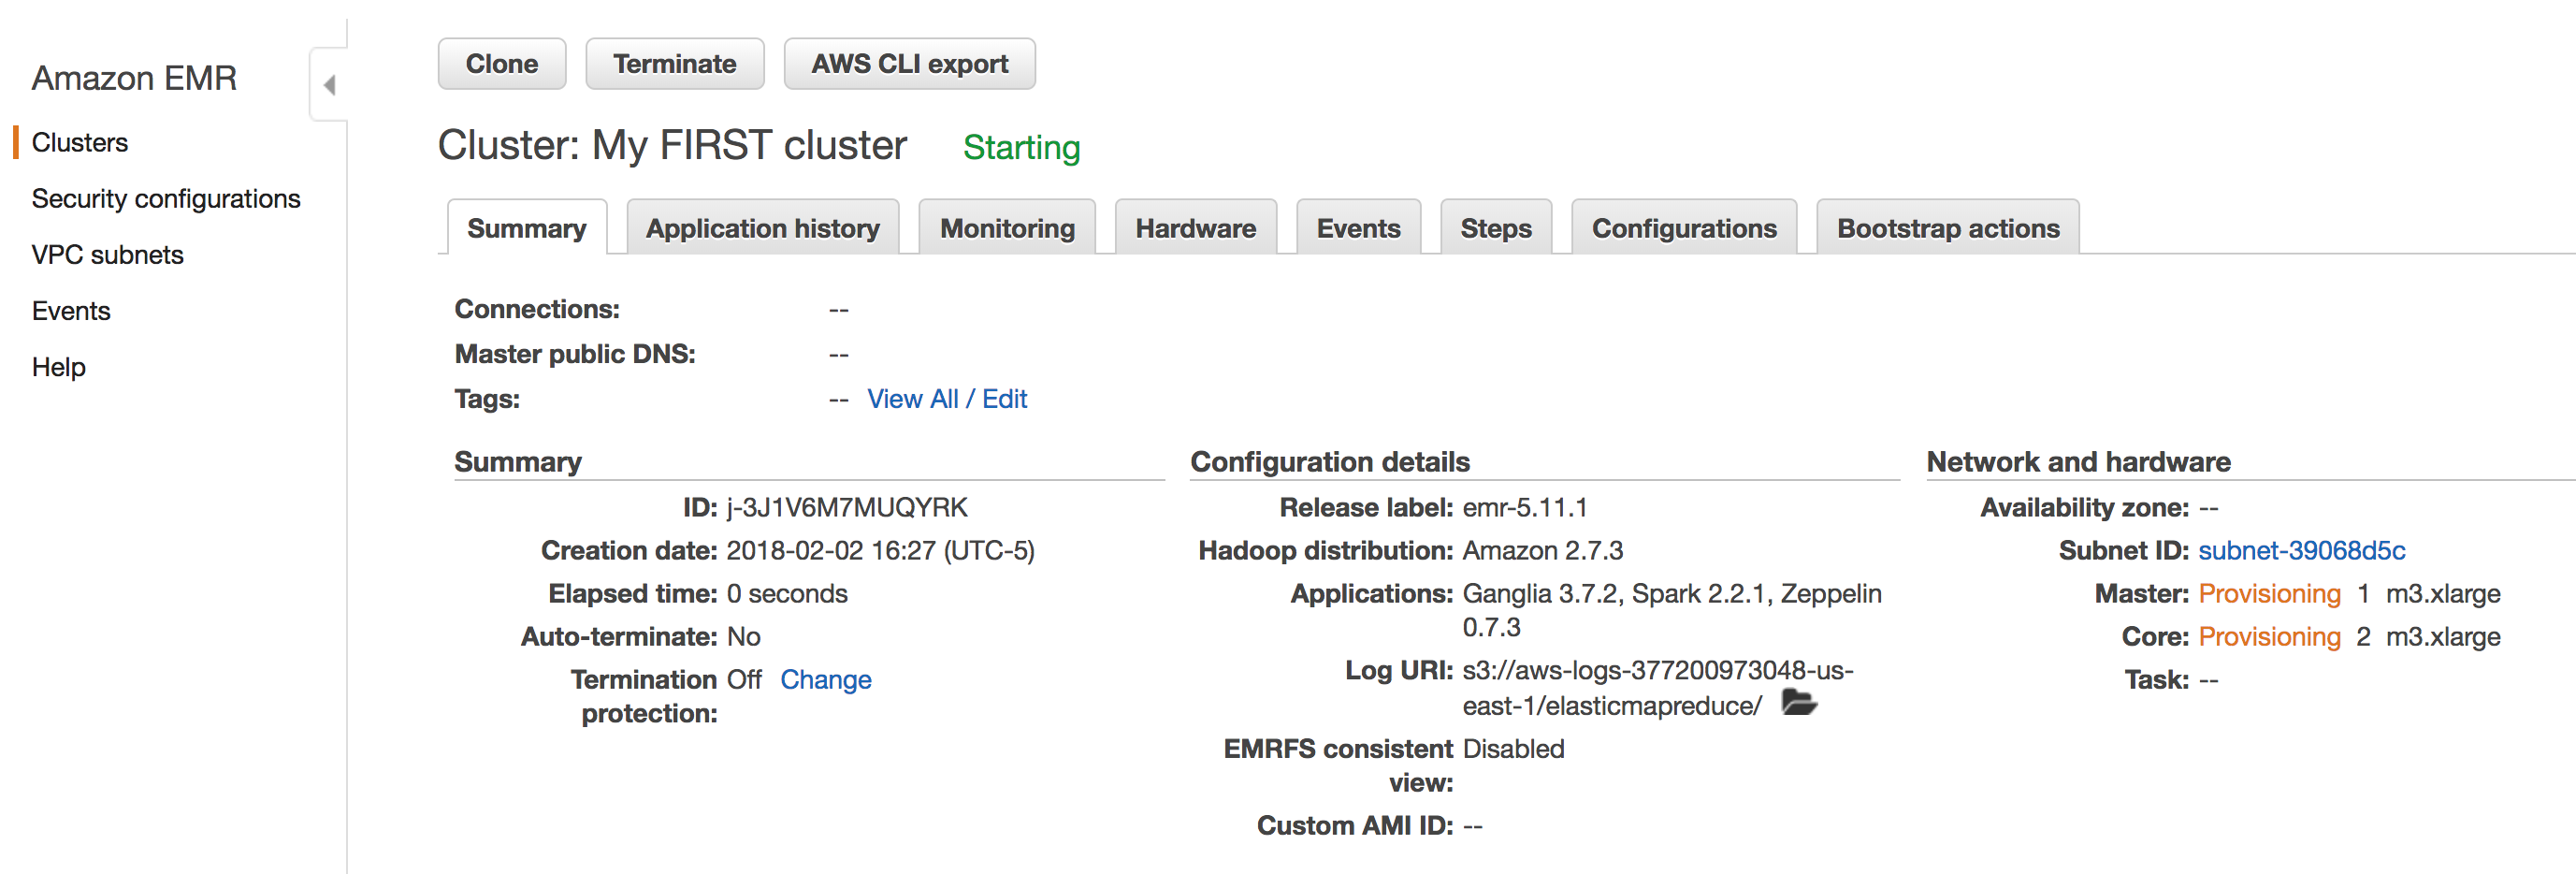 Amazon EMR
Clusters
Security configurations
VPC subnets
Events
Help
Clone Terminate AWS CLI export
Cluster: My FIRST cluster Starting
Summary Application history Monitoring Hardware Events Steps Configurations Bootstrap actions
Connections: --
Master public DNS: --
Tags: -- View All / Edit
Summary
ID: j-3J1V6M7MUQYRK
Creation date: 2018-02-02 16:27 (UTC-5)
Elapsed time: 0 seconds
Auto-terminate: No
Termination Off Change
protection:
Configuration details
Release label: emr-5.11.1
Hadoop distribution: Amazon 2.7.3
Applications: Ganglia 3.7.2, Spark 2.2.1, Zeppelin
0.7.3
Log URI: s3://aws-logs-377200973048-us-
east-1/elasticmapreduce/
EMRFS consistent Disabled
view:
Custom AMI ID: --
Network and hardware
Availability zone: --
Subnet ID: subnet-39068d5c
Master: Provisioning 1 m3.xlarge
Core: Provisioning 2 m3.xlarge
Task: --